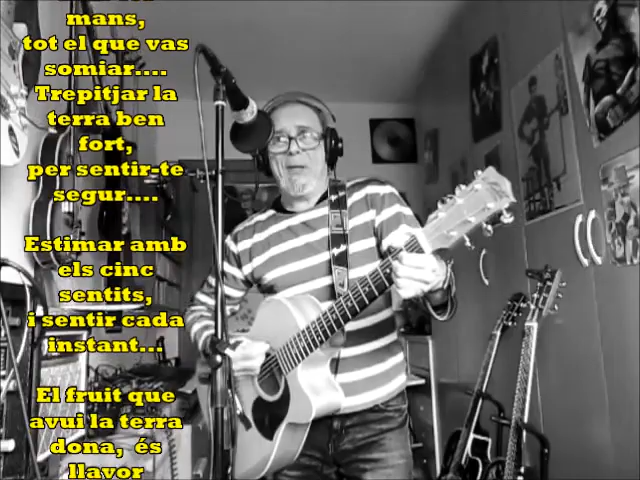 mans,
tot el que vas
somiar....
Trepitjar la
terra ben
fort,
per sentir-te
segur....
Estimar amb
els cinc
sentits,
i sentir cada
instant...
El fruit que
avui la terra
dona, és
llavor